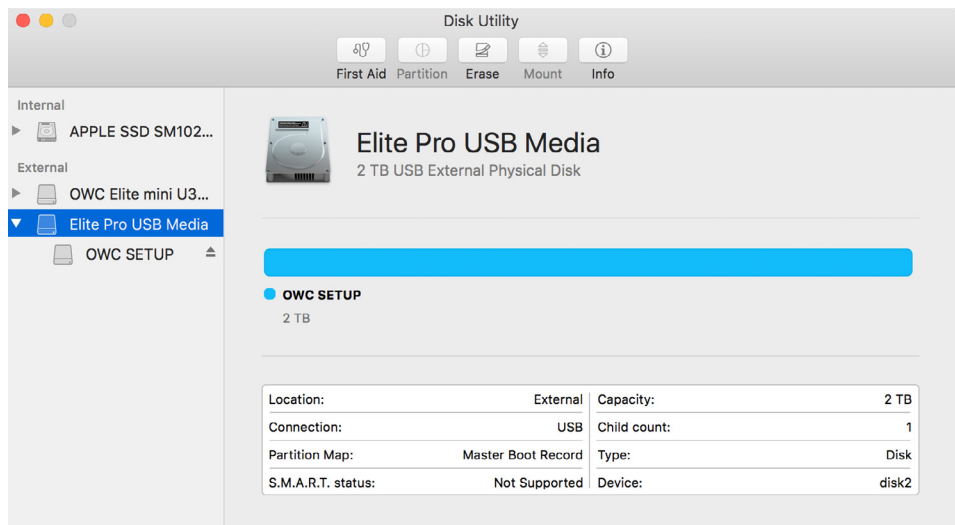 Disk Utility
First Aid
Partition
Erase
Mount
Info
Internal
APPLE SSD SM102...
External
OWC Elite mini U3...
Elite Pro USB Media
OWC SETUP
Elite Pro USB Media
2 TB USB External Physical Disk
OWC SETUP
2 TB
Location: External
Capacity: 2 TB
Connection: USB
Child count: 1
Partition Map: Master Boot Record
Type: Disk
S.M.A.R.T. status: Not Supported
Device: disk2